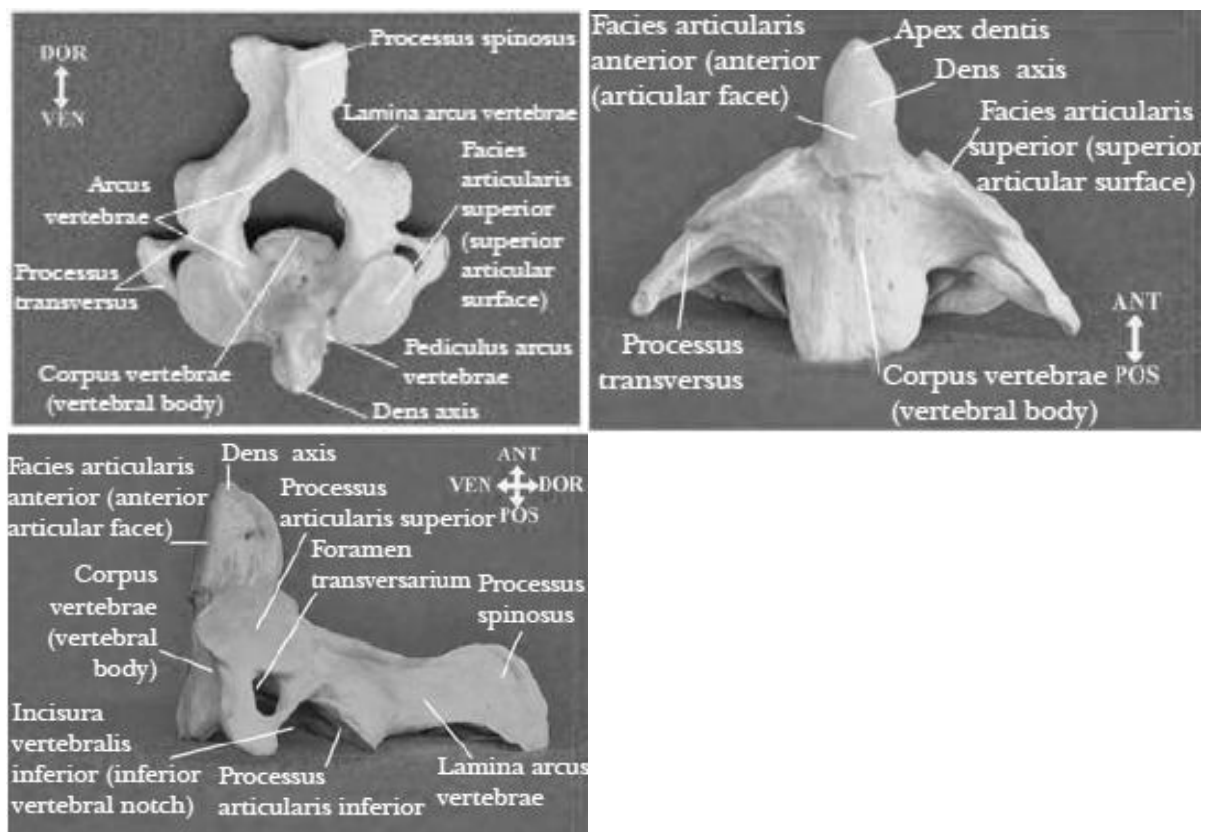 Processus spinosus
DOR
VEN
Lamina arcus vertebrae
Facies
articularis
superior
(superior
articular
surface)
Arcus
vertebrae
Processus
transversus
Pediculus arcus
vertebrae
Corpus vertebrae
(vertebral body)
Dens axis
Facies articularis
anterior (anterior
(articular facet)
Apex dentis
Dens axis
Facies articularis
superior (superior
articular surface)
ANT
POS
Processus
transversus
Corpus vertebrae
(vertebral body)
Facies articularis
anterior (anterior
articular facet)
Dens axis
ANT
VEN
DOR
POS
Processus
articularis superior
Foramen
transversarium
Corpus
vertebrae
(vertebral
body)
Processus
spinosus
Incisura
vertebralis
inferior (inferior
vertebral notch)
Processus
articularis inferior
Lamina arcus
vertebrae